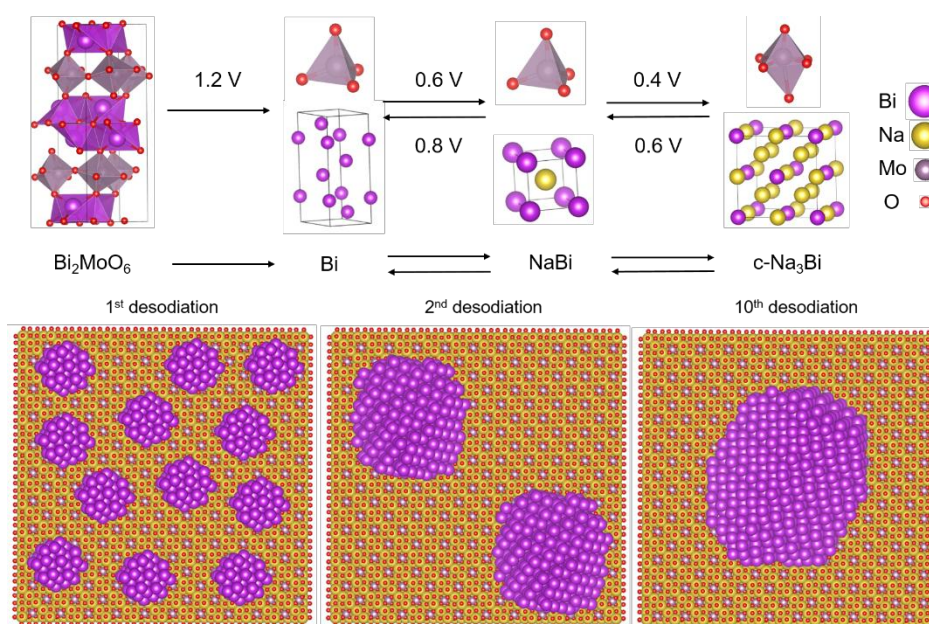 1.2 V
0.6 V
0.8 V
0.4 V
0.6 V
Bi
Na
Mo
O
Bi₂MoO₆
Bi
NaBi
c-Na₃Bi
1ˢᵗ desodiation
2ⁿᵈ desodiation
10ᵗʰ desodiation